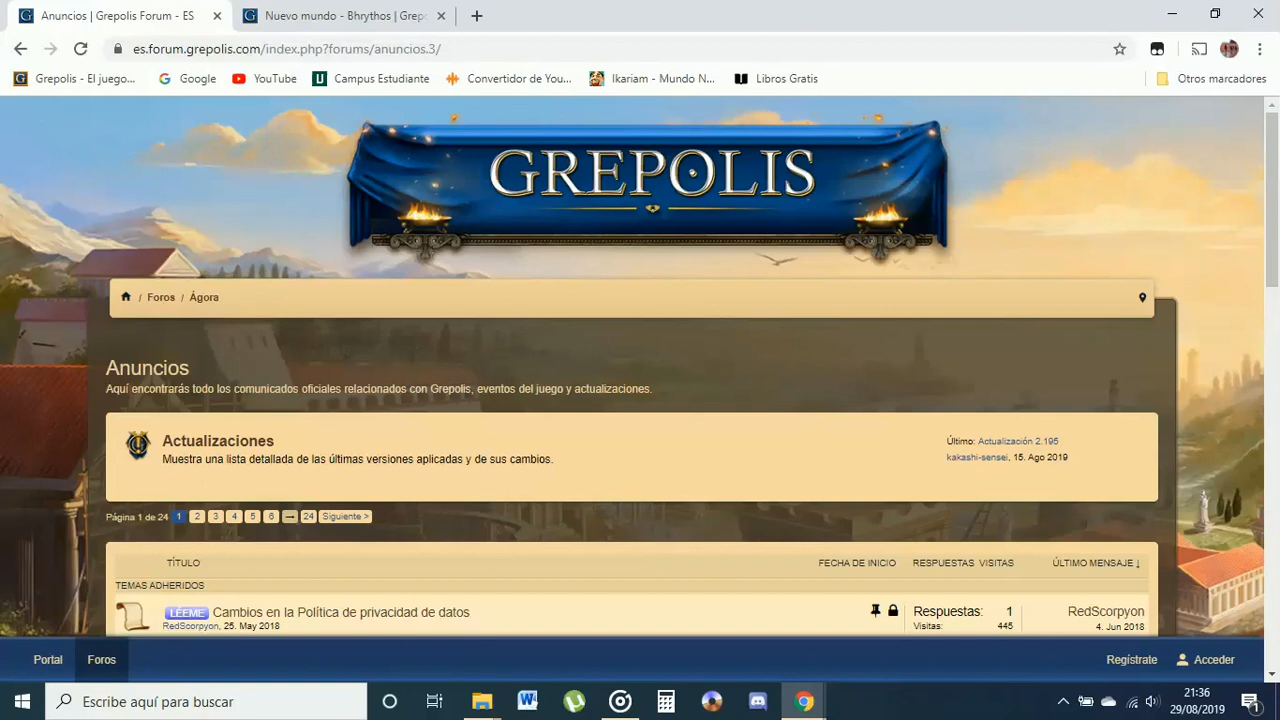 Anuncios | Grepolis Forum - ES
Nuevo mundo - Bhrythos | Grep
es.forum.grepolis.com/index.php?forums/anuncios.3/
Grepolis - El juego...
Google
YouTube
Campus Estudiante
Convertidor de You...
Ikariam - Mundo N...
Libros Gratis
Otros marcadores
GREPOLIS
/ Foros / Ágora
Anuncios
Aquí encontrarás todo los comunicados oficiales relacionados con Grepolis, eventos del juego y actualizaciones.
Actualizaciones
Muestra una lista detallada de las últimas versiones aplicadas y de sus cambios.
Último: Actualización 2.195
kakashi-sensei, 15. Ago 2019
Página 1 de 24 1 2 3 4 5 6 → 24 Siguiente >
TÍTULO FECHA DE INICIO RESPUESTAS VISITAS ÚLTIMO MENSAJE ↓
TEMAS ADHERIDOS
LÉEME Cambios en la Política de privacidad de datos
RedScorpyon, 25. May 2018
Respuestas: 1
Visitas: 445
RedScorpyon
4. Jun 2018
Portal
Foros
Regístrate
Acceder
Escribe aquí para buscar
21:36
29/08/2019
1